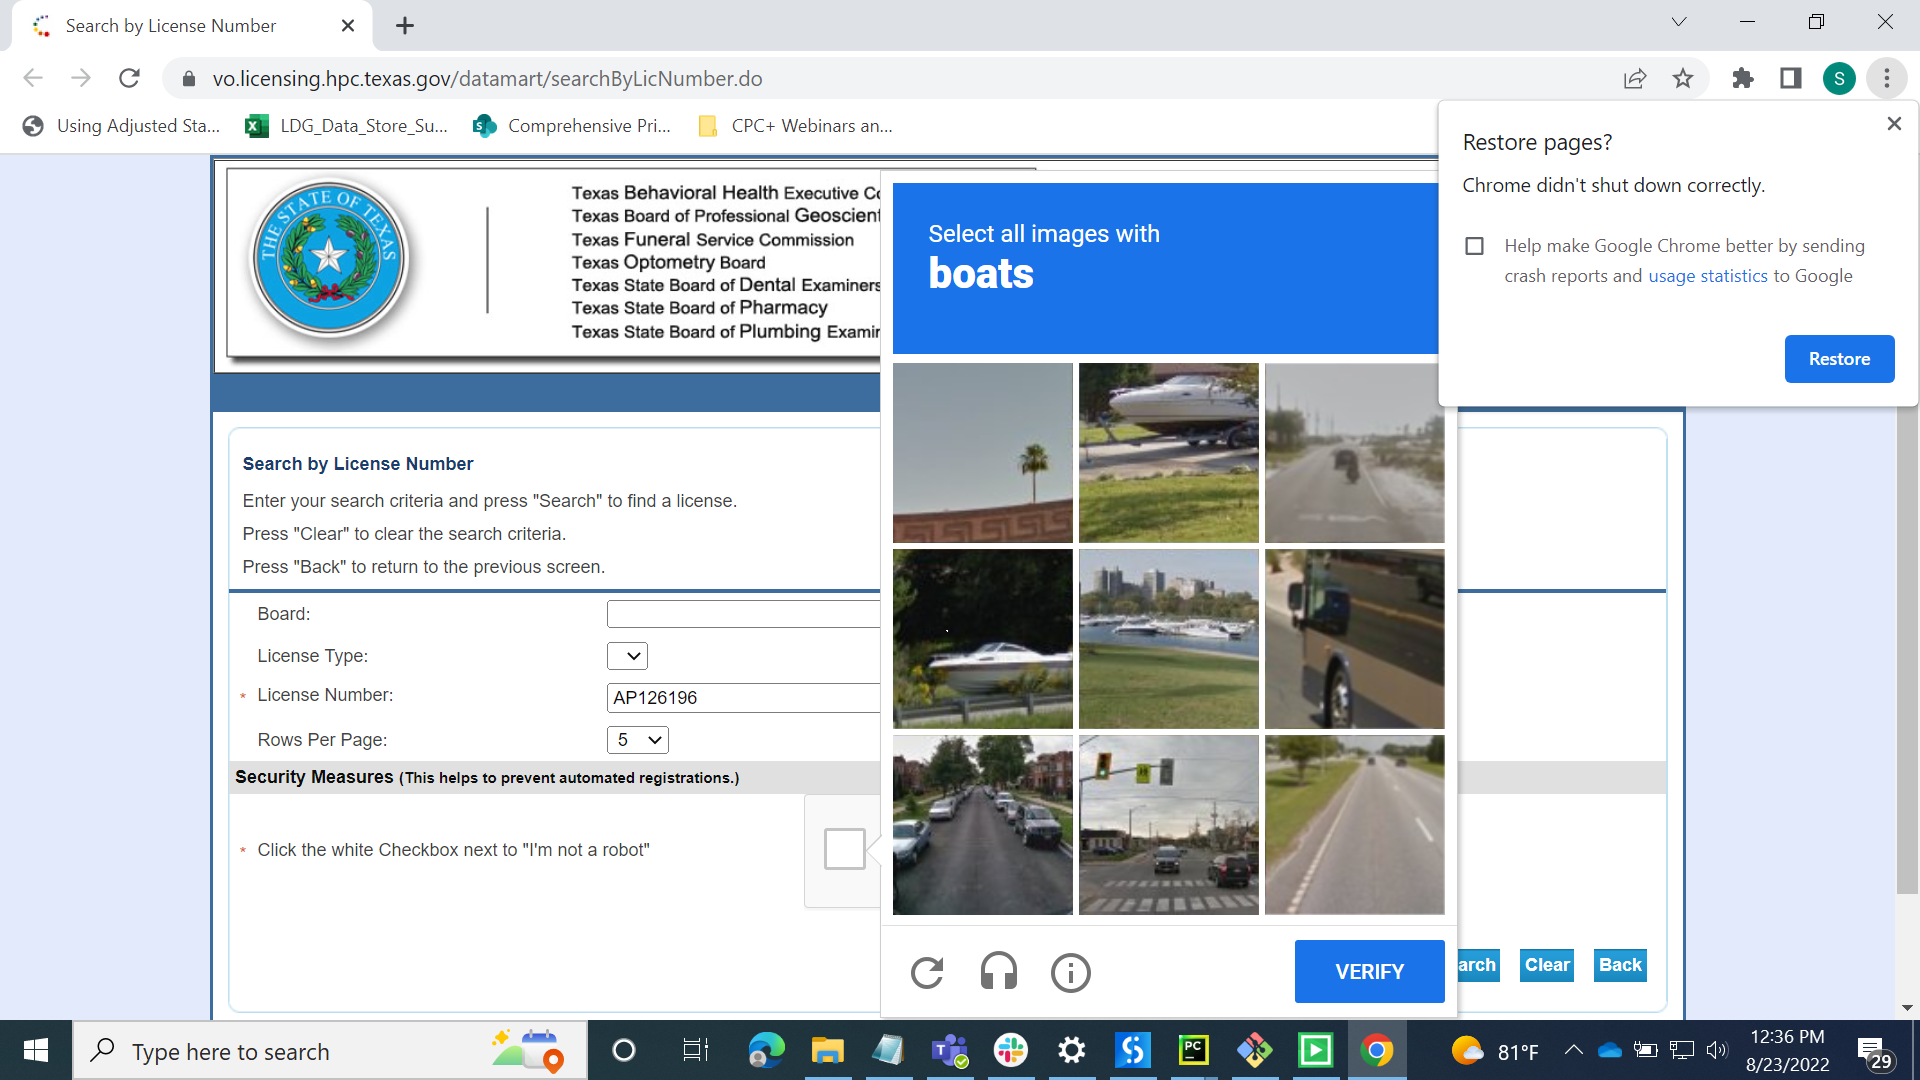 Search by License Number
vo.licensing.hpc.texas.gov/datamart/searchByLicNumber.do
S
Using Adjusted Sta...
LDG_Data_Store_Su...
Comprehensive Pri...
CPC+ Webinars an...
Restore pages?
Chrome didn't shut down correctly.
Help make Google Chrome better by sending
crash reports and usage statistics to Google
Restore
THE STATE OF TEXAS
Texas Behavioral Health Executive Co
Texas Board of Professional Geoscient
Texas Funeral Service Commission
Texas Optometry Board
Texas State Board of Dental Examiners
Texas State Board of Pharmacy
Texas State Board of Plumbing Examin
Select all images with
boats
Search by License Number
Enter your search criteria and press "Search" to find a license.
Press "Clear" to clear the search criteria.
Press "Back" to return to the previous screen.
Board:
License Type:
* License Number:
AP126196
Rows Per Page:
5
Security Measures (This helps to prevent automated registrations.)
* Click the white Checkbox next to "I'm not a robot"
VERIFY
arch
Clear
Back
Type here to search
PC
81°F
12:36 PM
8/23/2022
29